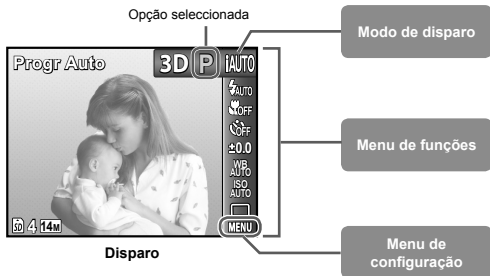 Opção seleccionada
Modo de disparo
Progr Auto
3D P iAUTO
AUTO
OFF
OFF
±0.0
WB
AUTO
ISO
AUTO
Menu de funções
SD 4 14M
MENU
Disparo
Menu de
configuração